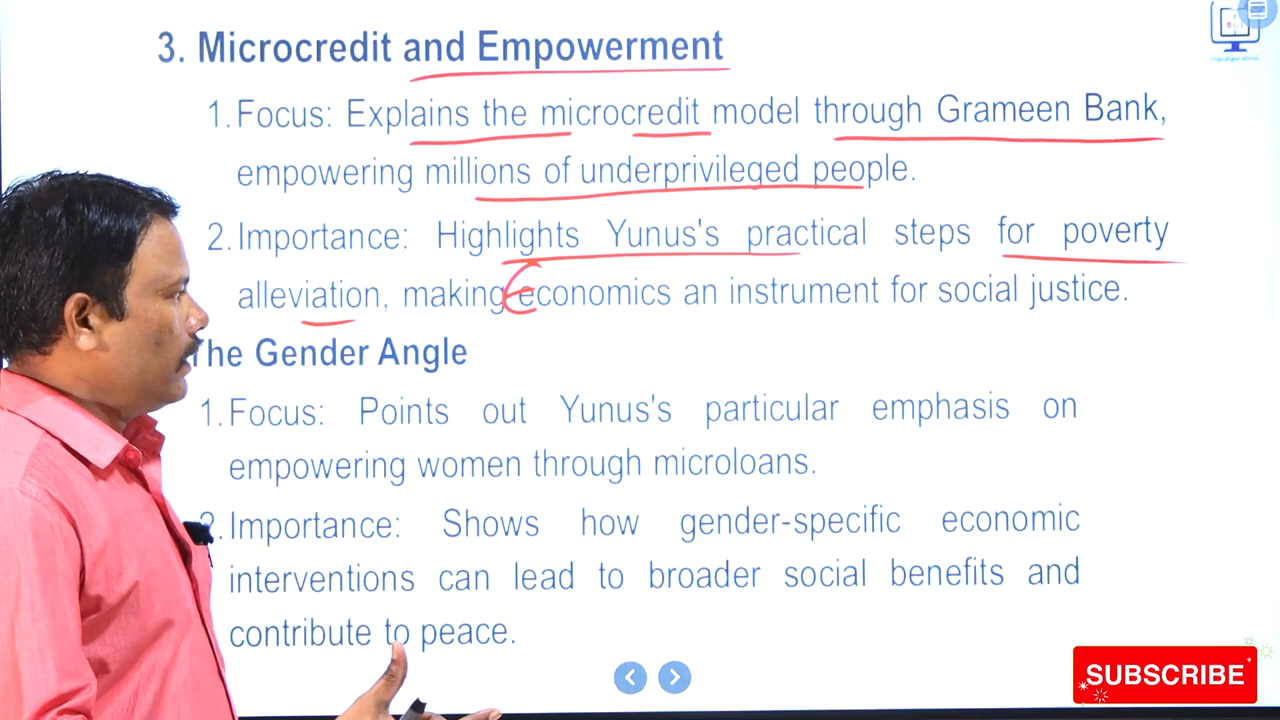 3. Microcredit and Empowerment
1. Focus: Explains the microcredit model through Grameen Bank,
empowering millions of underprivileged people.
2. Importance: Highlights Yunus's practical steps for poverty
alleviation, making economics an instrument for social justice.
The Gender Angle
1. Focus: Points out Yunus's particular emphasis on
empowering women through microloans.
2. Importance: Shows how gender-specific economic
interventions can lead to broader social benefits and
contribute to peace.
SUBSCRIBE